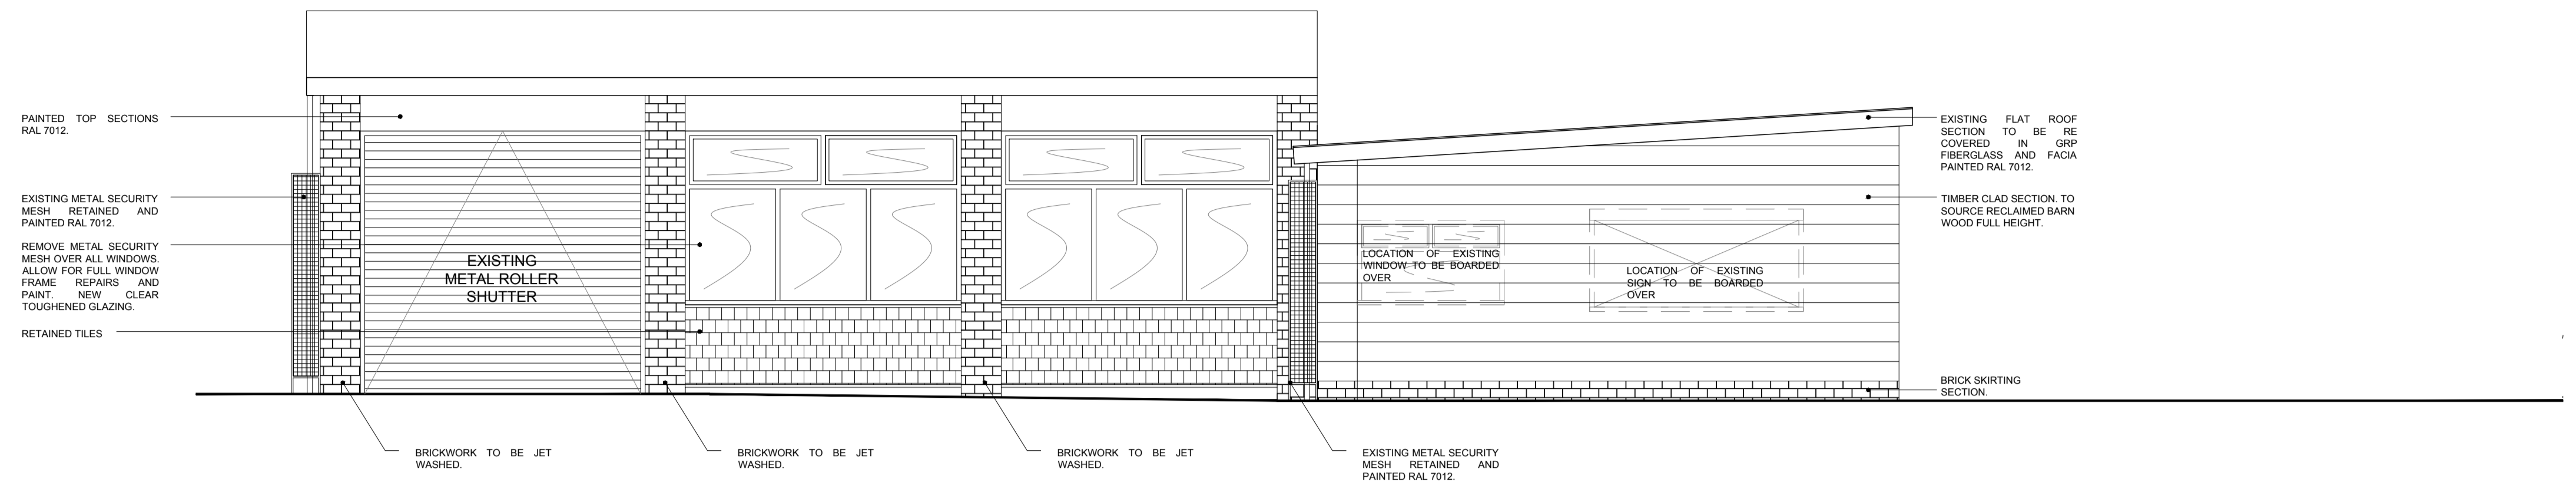 PAINTED TOP SECTIONS
RAL 7012.
EXISTING METAL SECURITY
MESH RETAINED AND
PAINTED RAL 7012.
REMOVE METAL SECURITY
MESH OVER ALL WINDOWS.
ALLOW FOR FULL WINDOW
FRAME REPAIRS AND
PAINT. NEW CLEAR
TOUGHENED GLAZING.
RETAINED TILES
EXISTING
METAL ROLLER
SHUTTER
LOCATION OF EXISTING
WINDOW TO BE BOARDED
OVER
LOCATION OF EXISTING
SIGN TO BE BOARDED
OVER
EXISTING FLAT ROOF
SECTION TO BE RE
COVERED IN GRP
FIBERGLASS AND FACIA
PAINTED RAL 7012.
TIMBER CLAD SECTION. TO
SOURCE RECLAIMED BARN
WOOD FULL HEIGHT.
BRICK SKIRTING
SECTION.
BRICKWORK TO BE JET
WASHED.
BRICKWORK TO BE JET
WASHED.
BRICKWORK TO BE JET
WASHED.
EXISTING METAL SECURITY
MESH RETAINED AND
PAINTED RAL 7012.